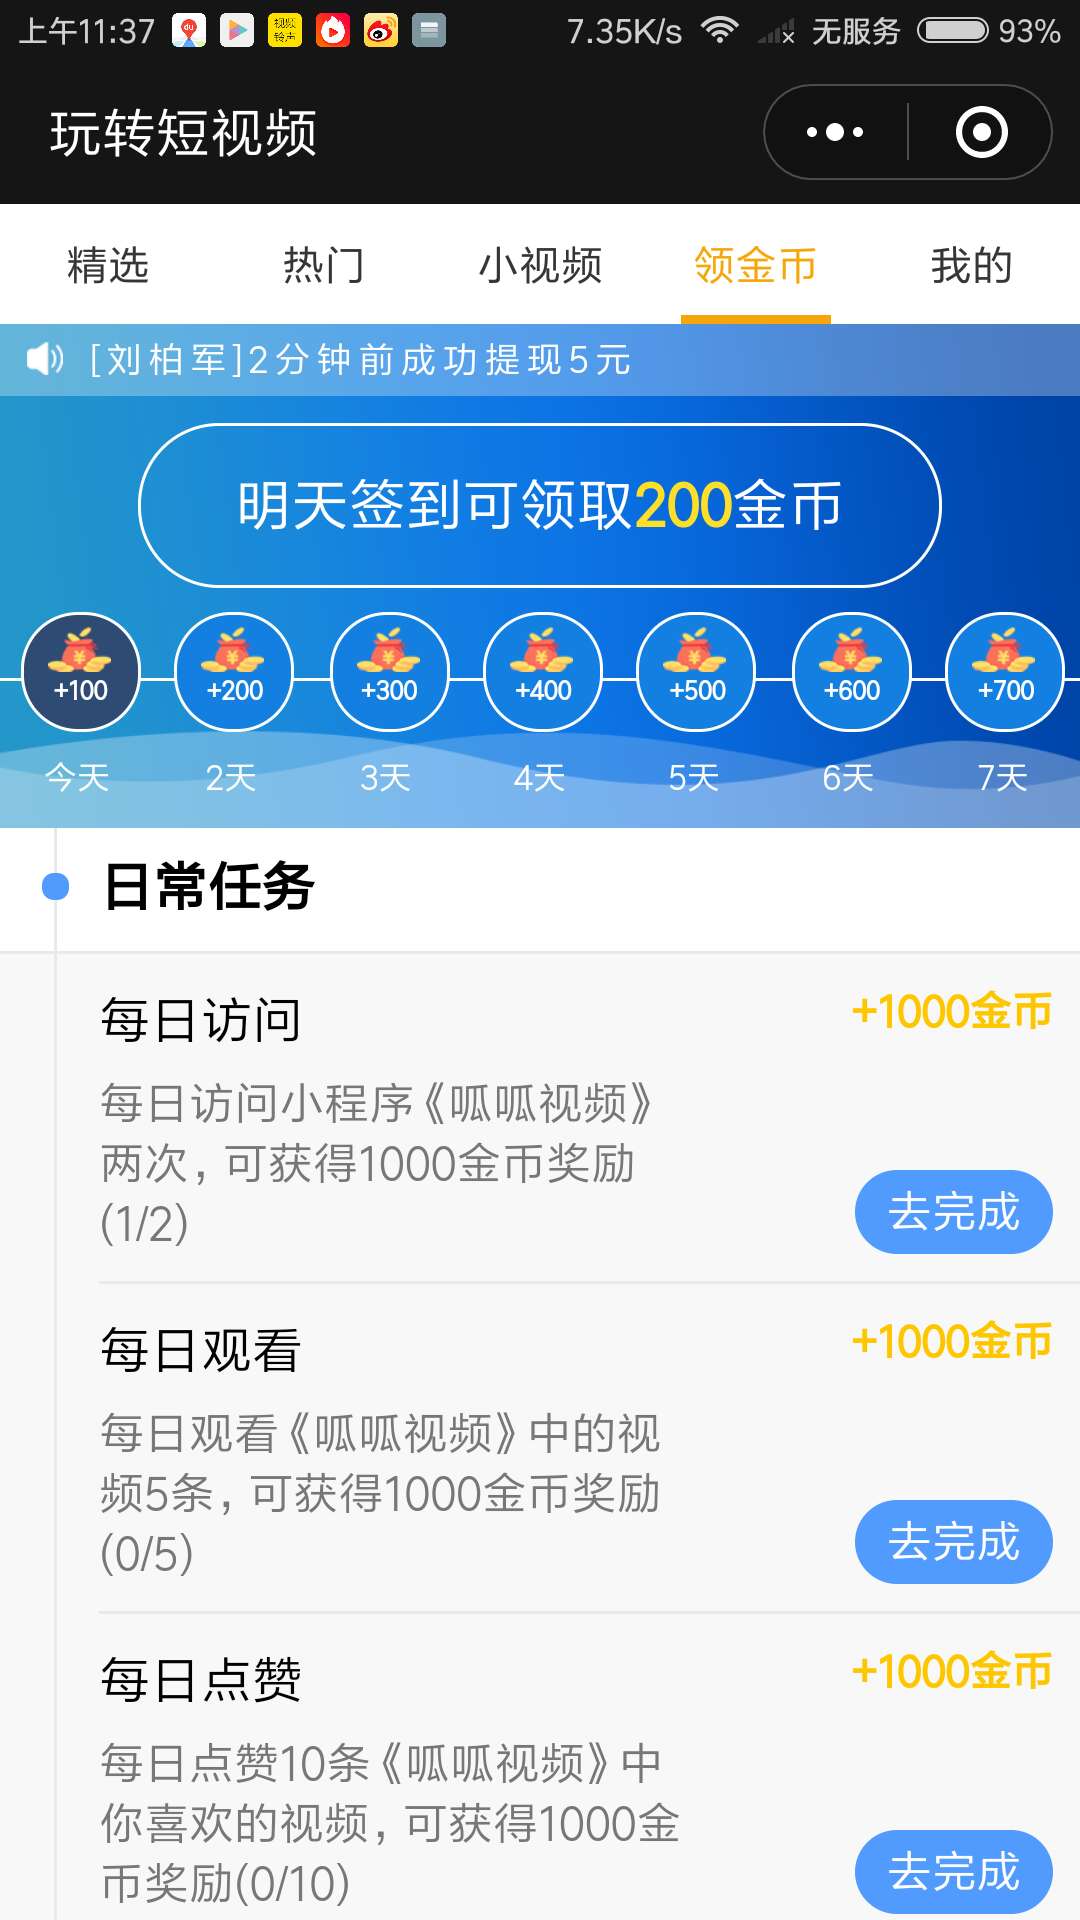 上午11:37 du 视频铃声 7.35K/s 无服务 93%
玩转短视频
精选 热门 小视频 领金币 我的
[刘柏军]2分钟前成功提现5元
明天签到可领取200金币
+100 +200 +300 +400 +500 +600 +700
今天 2天 3天 4天 5天 6天 7天
日常任务
每日访问 +1000金币
每日访问小程序《呱呱视频》
两次，可获得1000金币奖励
(1/2)
去完成
每日观看 +1000金币
每日观看《呱呱视频》中的视
频5条，可获得1000金币奖励
(0/5)
去完成
每日点赞 +1000金币
每日点赞10条《呱呱视频》中
你喜欢的视频，可获得1000金
币奖励(0/10)
去完成